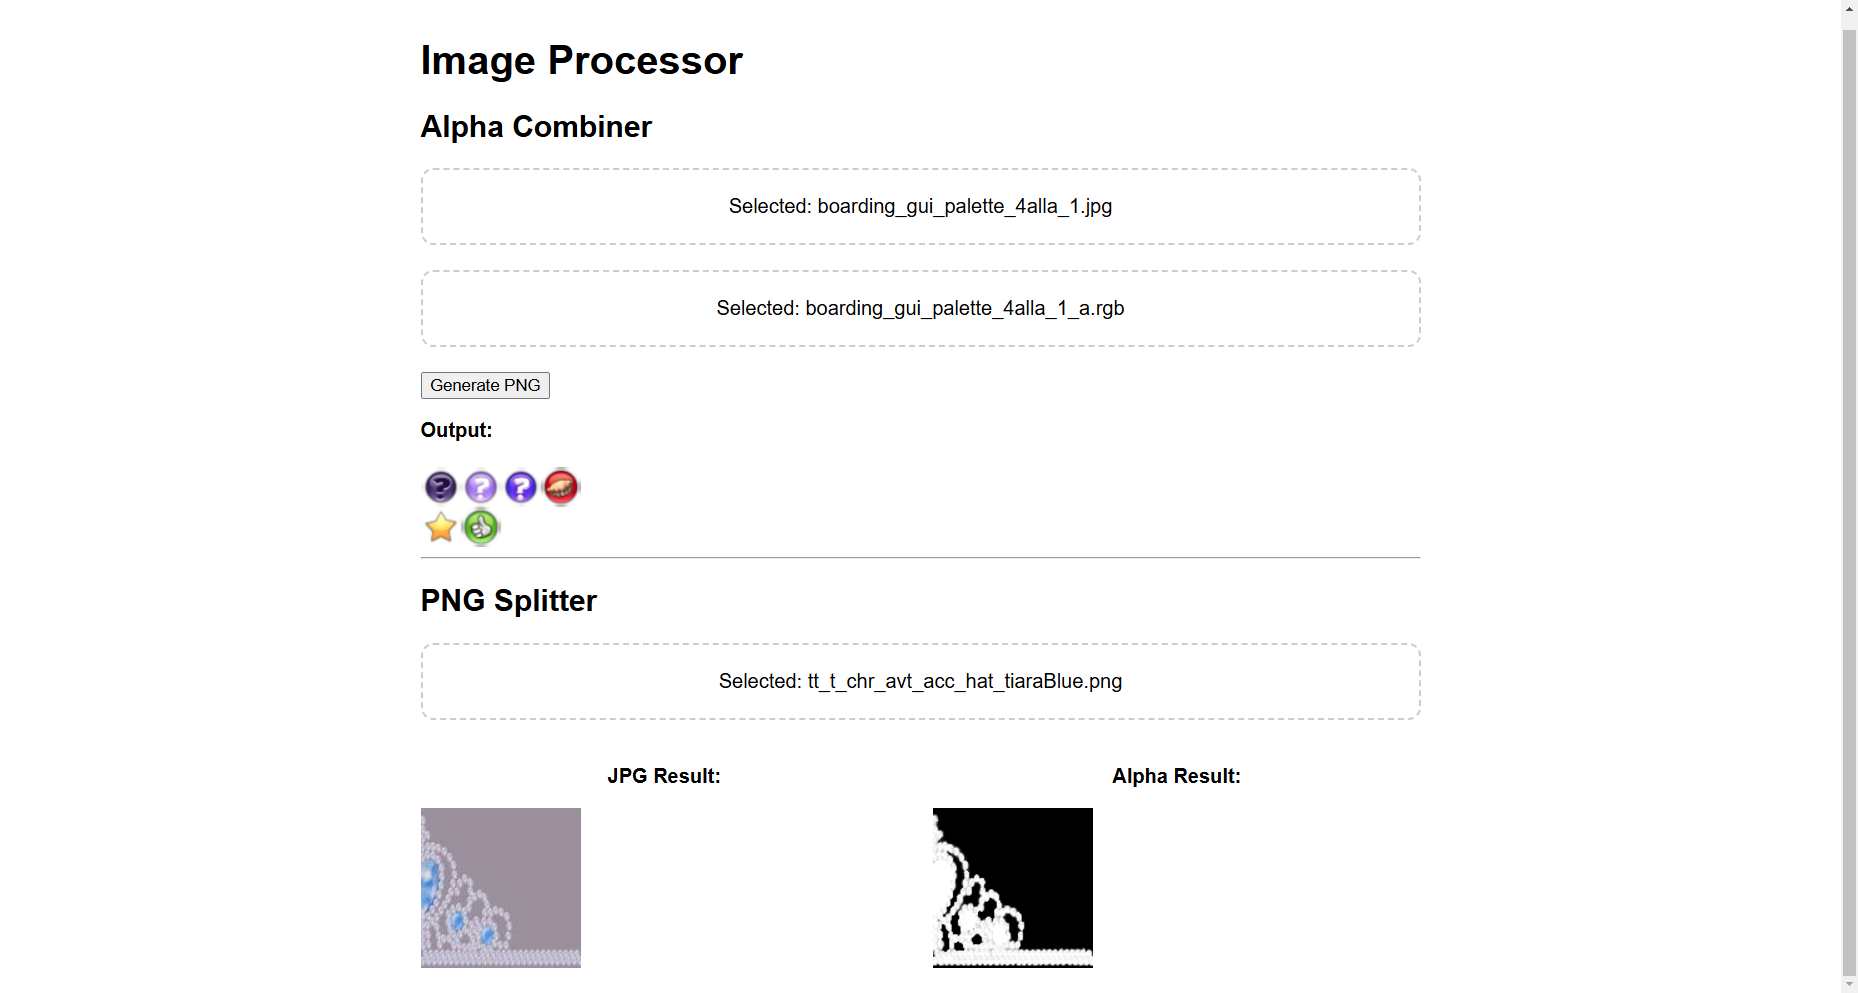 Image Processor
Alpha Combiner
Selected: boarding_gui_palette_4alla_1.jpg
Selected: boarding_gui_palette_4alla_1_a.rgb
Generate PNG
Output:
? ? ?
PNG Splitter
Selected: tt_t_chr_avt_acc_hat_tiaraBlue.png
JPG Result:
Alpha Result: